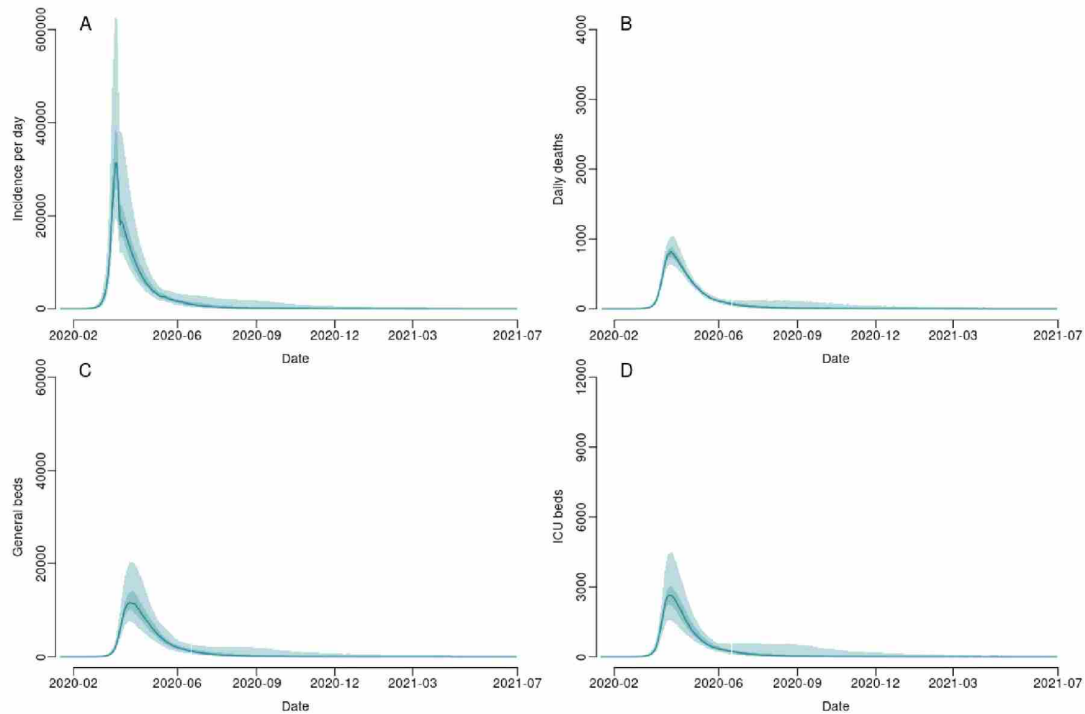 A
Incidence per day
600000
400000
200000
0
2020-02 2020-06 2020-09 2020-12 2021-03 2021-07
Date
B
Daily deaths
4000
3000
2000
1000
0
2020-02 2020-06 2020-09 2020-12 2021-03 2021-07
Date
C
General beds
60000
40000
20000
0
2020-02 2020-06 2020-09 2020-12 2021-03 2021-07
Date
D
ICU beds
12000
9000
6000
3000
0
2020-02 2020-06 2020-09 2020-12 2021-03 2021-07
Date